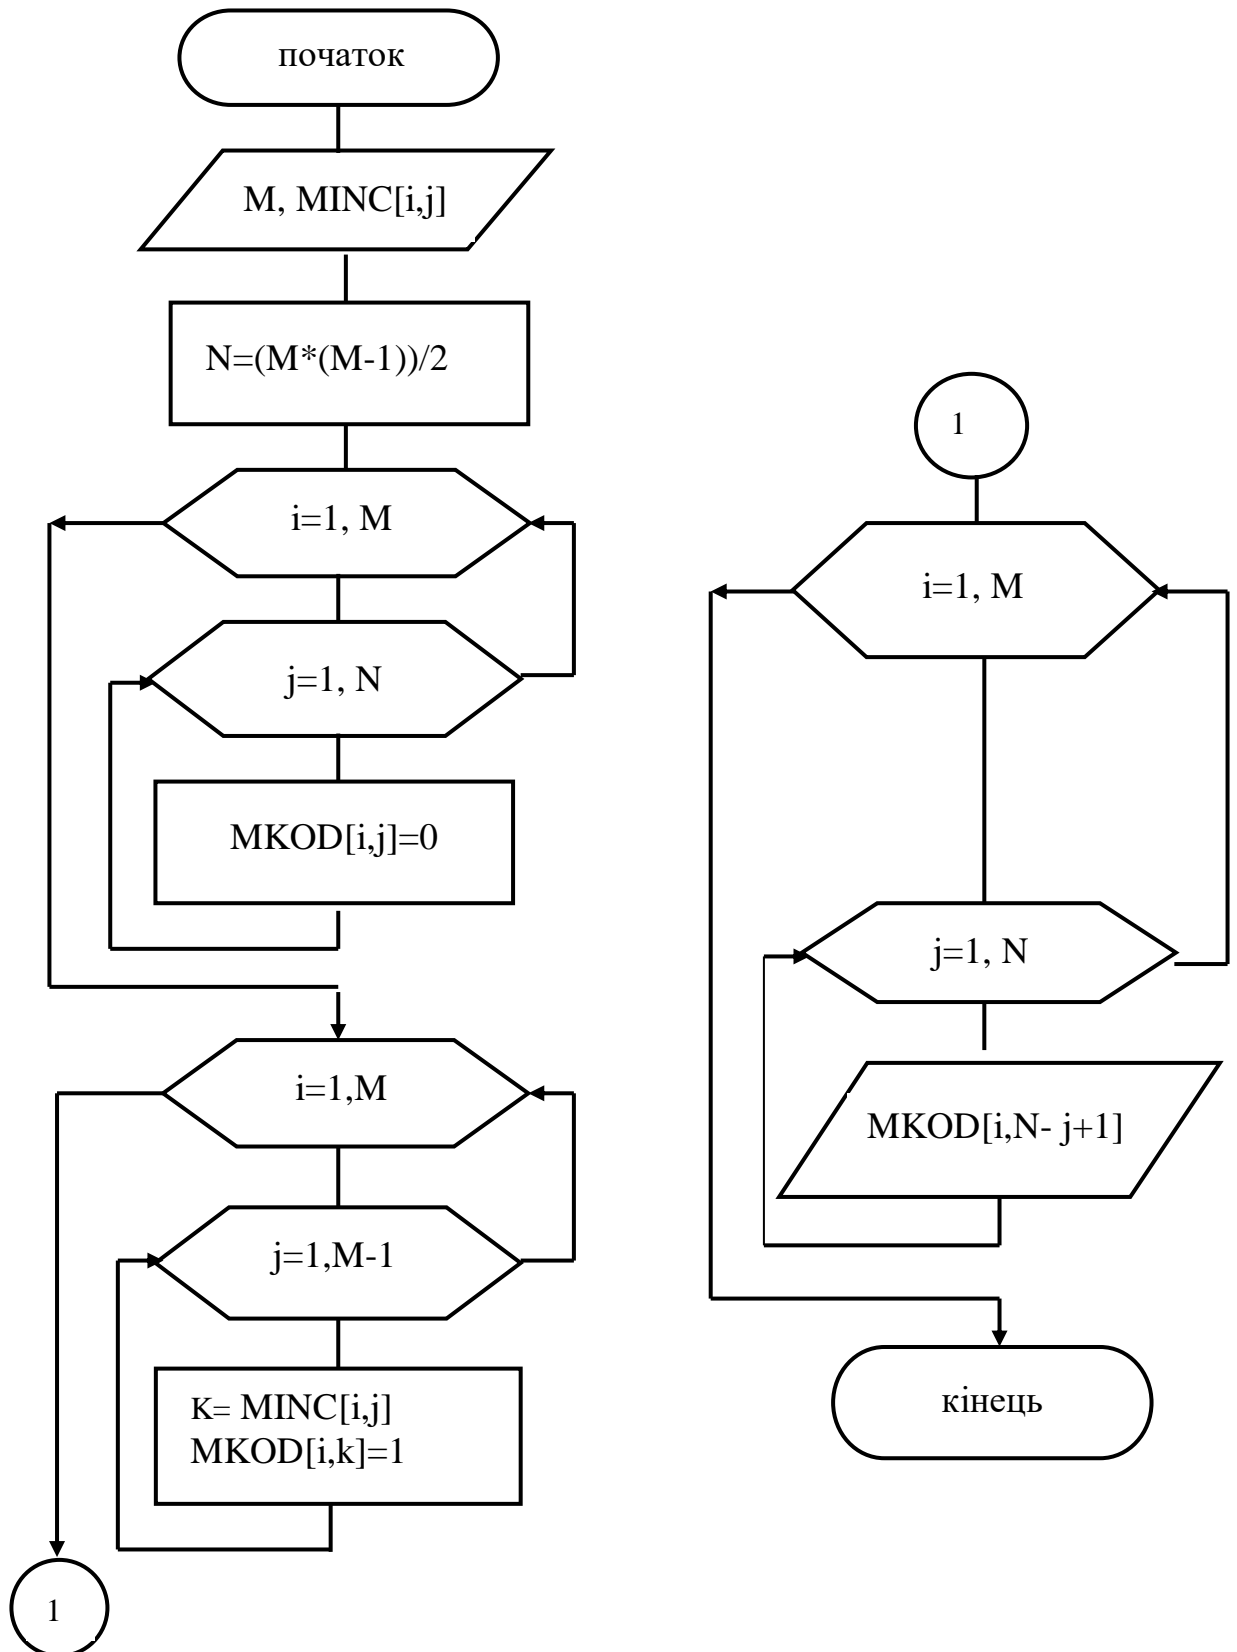 початок
M, MINC[i,j]
N=(M*(M-1))/2
i=1, M
j=1, N
MKOD[i,j]=0
i=1,M
j=1,M-1
K= MINC[i,j]
MKOD[i,k]=1
1
1
i=1, M
j=1, N
MKOD[i,N- j+1]
кінець